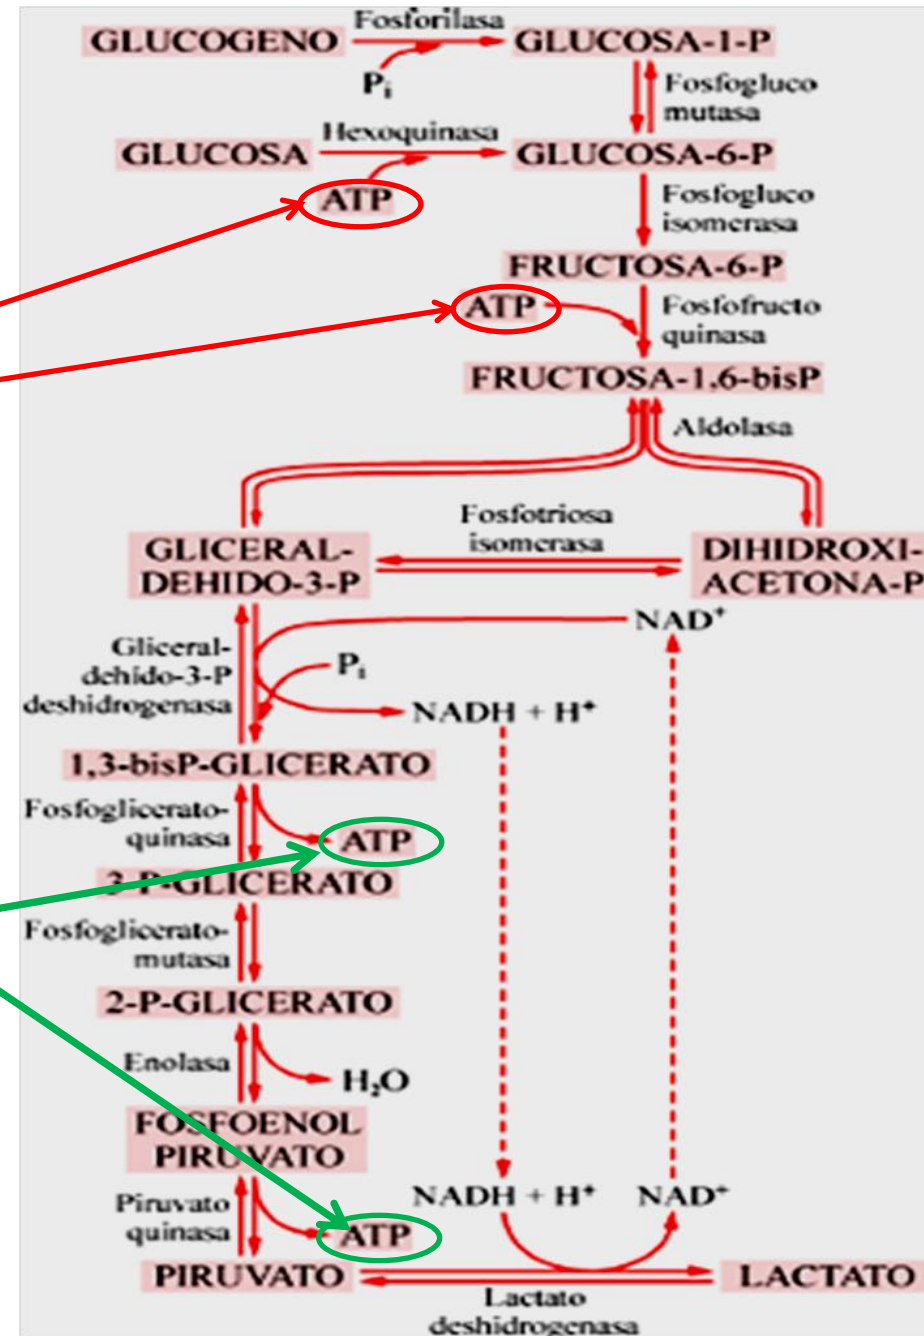 Fosforilasa
GLUCOGENO
GLUCOSA-1-P
Pi
Fosfogluco
mutasa
Hexoquinasa
GLUCOSA
GLUCOSA-6-P
ATP
Fosfogluco
isomerasa
FRUCTOSA-6-P
ATP
Fosfofructo
quinasa
FRUCTOSA-1,6-bisP
Aldolasa
Fosfotriosa
isomerasa
GLICERAL-
DEHIDO-3-P
DIHIDROXI-
ACETONA-P
NAD+
Gliceral-
dehído-3-P
deshidrogenasa
Pi
NADH + H+
1,3-bisP-GLICERATO
Fosfoglicerato-
quinasa
ATP
3-P-GLICERATO
Fosfoglicerato-
mutasa
2-P-GLICERATO
Enolasa
H₂O
FOSFOENOL
PIRUVATO
Piruvato
quinasa
ATP
NADH + H+
NAD+
PIRUVATO
LACTATO
Lactato
deshidrogenasa